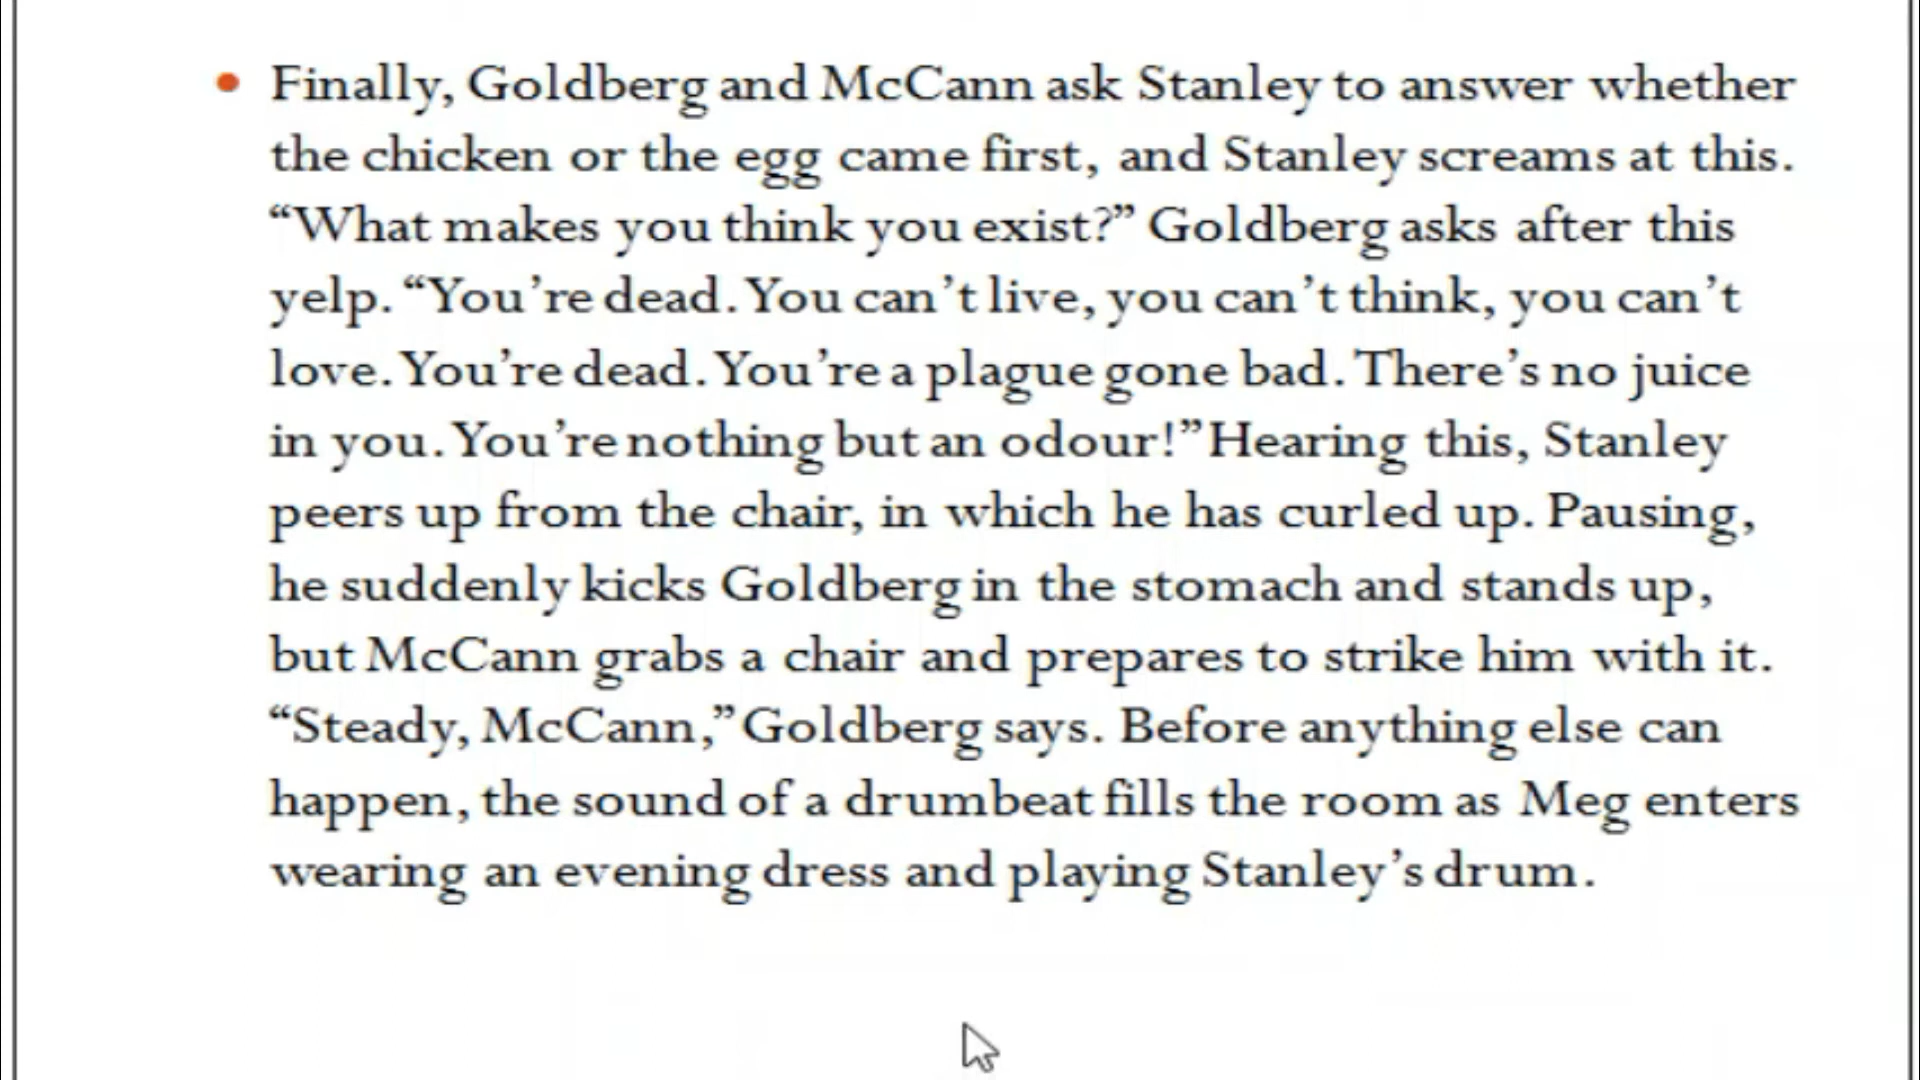 • Finally, Goldberg and McCann ask Stanley to answer whether
the chicken or the egg came first, and Stanley screams at this.
“What makes you think you exist?” Goldberg asks after this
yelp. “You’re dead. You can’t live, you can’t think, you can’t
love. You’re dead. You’re a plague gone bad. There’s no juice
in you. You’re nothing but an odour!” Hearing this, Stanley
peers up from the chair, in which he has curled up. Pausing,
he suddenly kicks Goldberg in the stomach and stands up,
but McCann grabs a chair and prepares to strike him with it.
“Steady, McCann,” Goldberg says. Before anything else can
happen, the sound of a drumbeat fills the room as Meg enters
wearing an evening dress and playing Stanley’s drum.